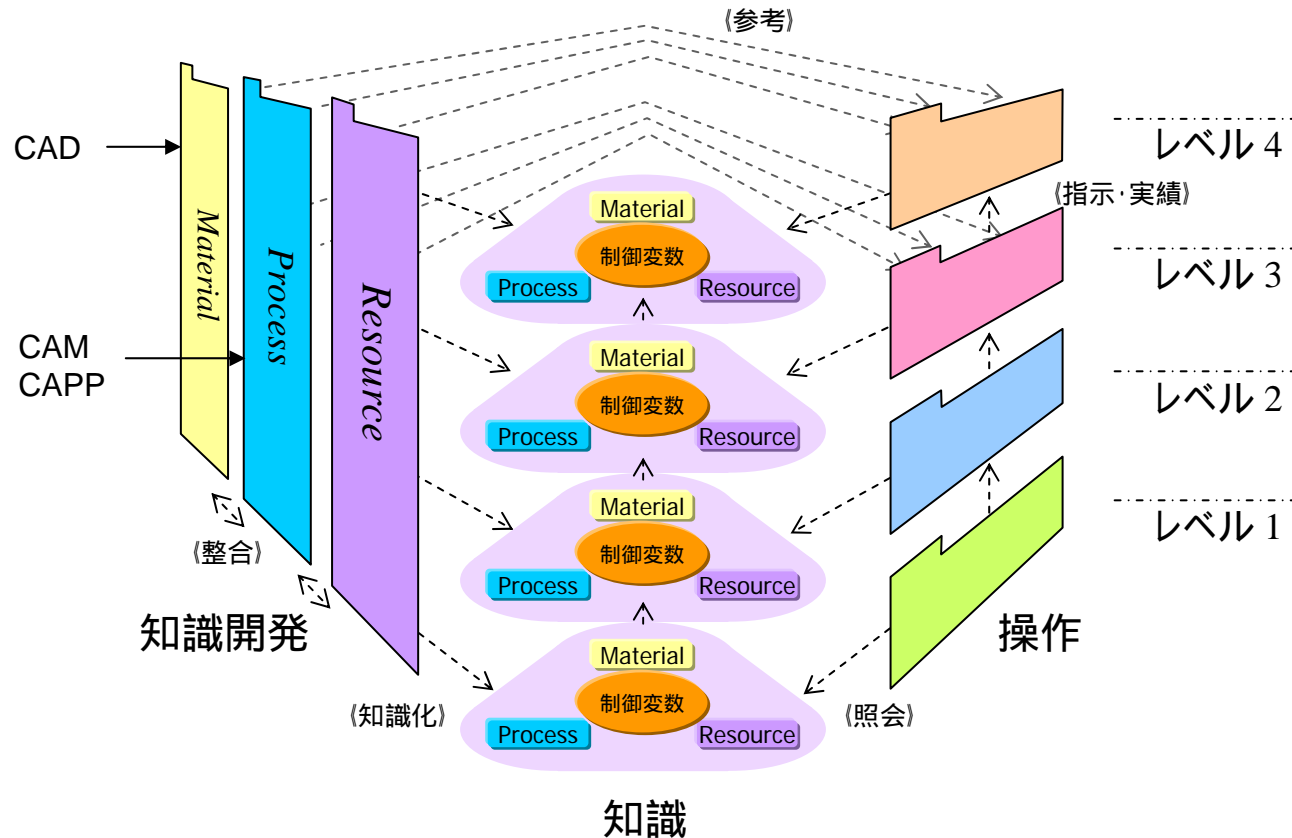 《参考》
CAD
CAM
CAPP
Material
Process
Resource
《整合》
知識開発
《知識化》
Material
制御変数
Process
Resource
Material
制御変数
Process
Resource
Material
制御変数
Process
Resource
Material
制御変数
Process
Resource
知識
《指示・実績》
《照会》
操作
レベル 4
レベル 3
レベル 2
レベル 1